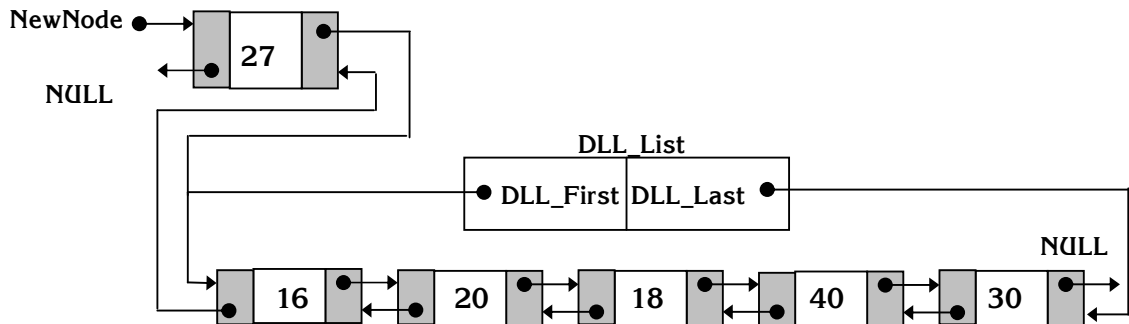 NewNode
27
NULL
DLL_List
DLL_First DLL_Last
NULL
16 20 18 40 30